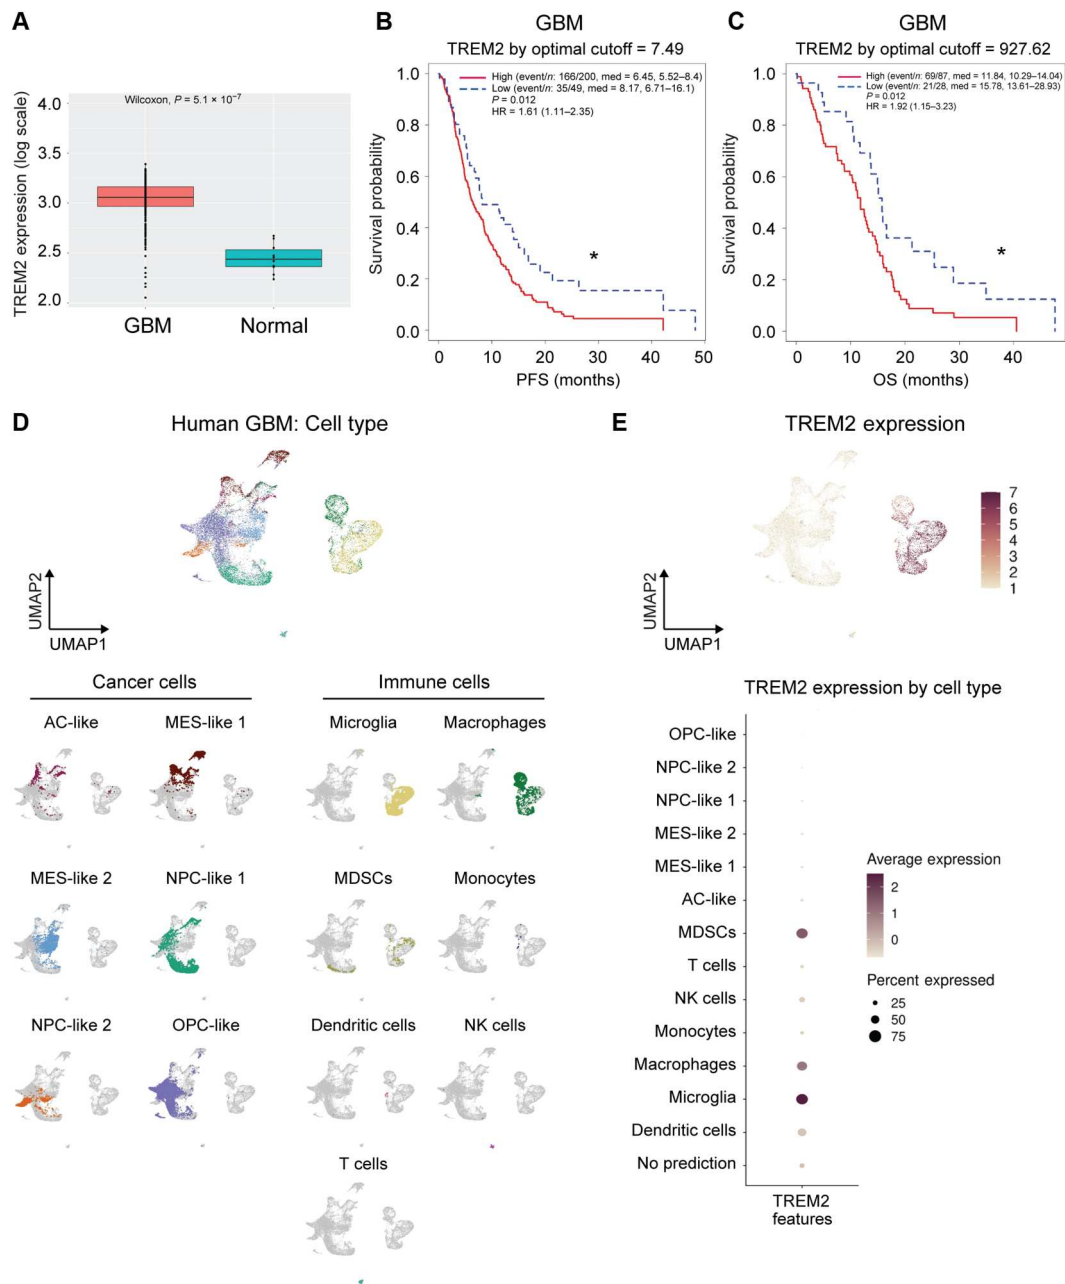 A
Wilcoxon, P = 5.1 × 10⁻⁷
TREM2 expression (log scale)
4.0
3.5
3.0
2.5
2.0
GBM
Normal
B
GBM
TREM2 by optimal cutoff = 7.49
High (event/n: 166/200, med = 6.45, 5.52–8.4)
Low (event/n: 35/49, med = 8.17, 6.71–16.1)
P = 0.012
HR = 1.61 (1.11–2.35)
Survival probability
1.0
0.8
0.6
0.4
0.2
0.0
*
0 10 20 30 40 50
PFS (months)
C
GBM
TREM2 by optimal cutoff = 927.62
High (event/n: 69/87, med = 11.84, 10.29–14.04)
Low (event/n: 21/28, med = 15.78, 13.61–28.93)
P = 0.012
HR = 1.92 (1.15–3.23)
Survival probability
1.0
0.8
0.6
0.4
0.2
0.0
*
0 10 20 30 40
OS (months)
D
Human GBM: Cell type
UMAP2
UMAP1
Cancer cells
Immune cells
AC-like
MES-like 1
Microglia
Macrophages
MES-like 2
NPC-like 1
MDSCs
Monocytes
NPC-like 2
OPC-like
Dendritic cells
NK cells
T cells
E
TREM2 expression
7
6
5
4
3
2
1
UMAP2
UMAP1
TREM2 expression by cell type
OPC-like
NPC-like 2
NPC-like 1
MES-like 2
MES-like 1
AC-like
MDSCs
T cells
NK cells
Monocytes
Macrophages
Microglia
Dendritic cells
No prediction
TREM2
features
Average expression
2
1
0
Percent expressed
25
50
75